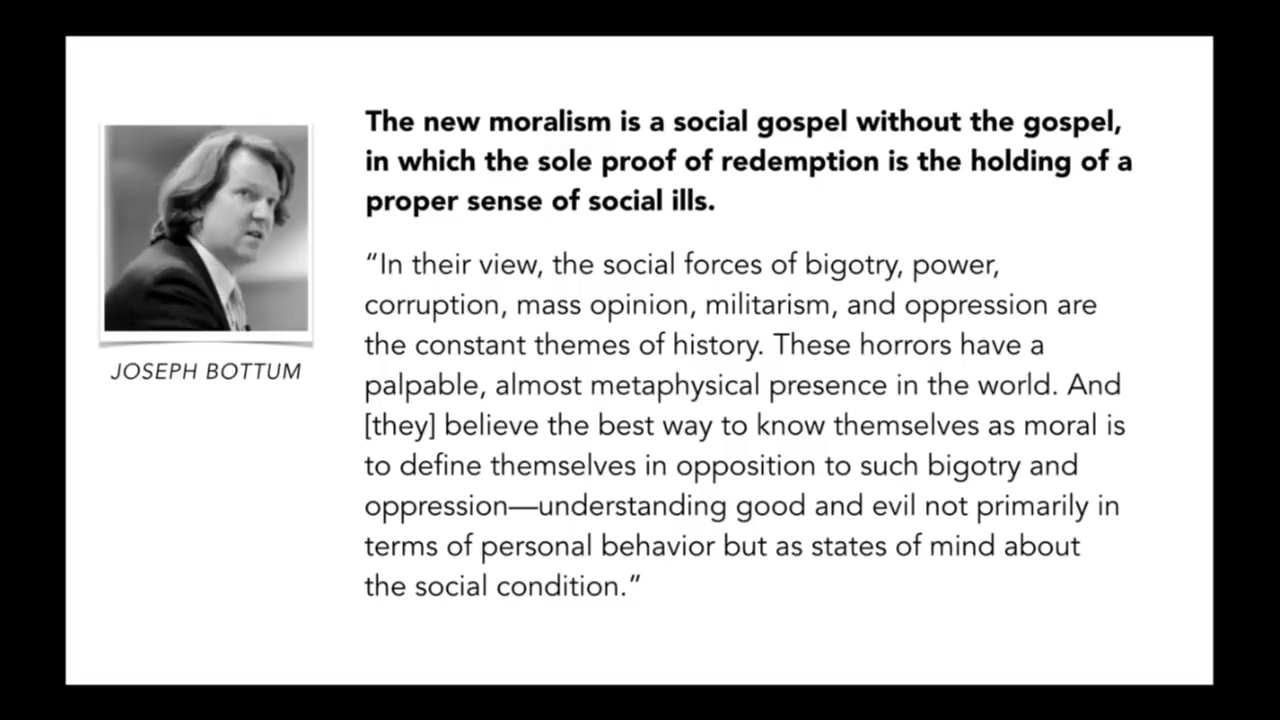 The new moralism is a social gospel without the gospel,
in which the sole proof of redemption is the holding of a
proper sense of social ills.
“In their view, the social forces of bigotry, power,
corruption, mass opinion, militarism, and oppression are
the constant themes of history. These horrors have a
palpable, almost metaphysical presence in the world. And
[they] believe the best way to know themselves as moral is
to define themselves in opposition to such bigotry and
oppression—understanding good and evil not primarily in
terms of personal behavior but as states of mind about
the social condition.”
JOSEPH BOTTUM